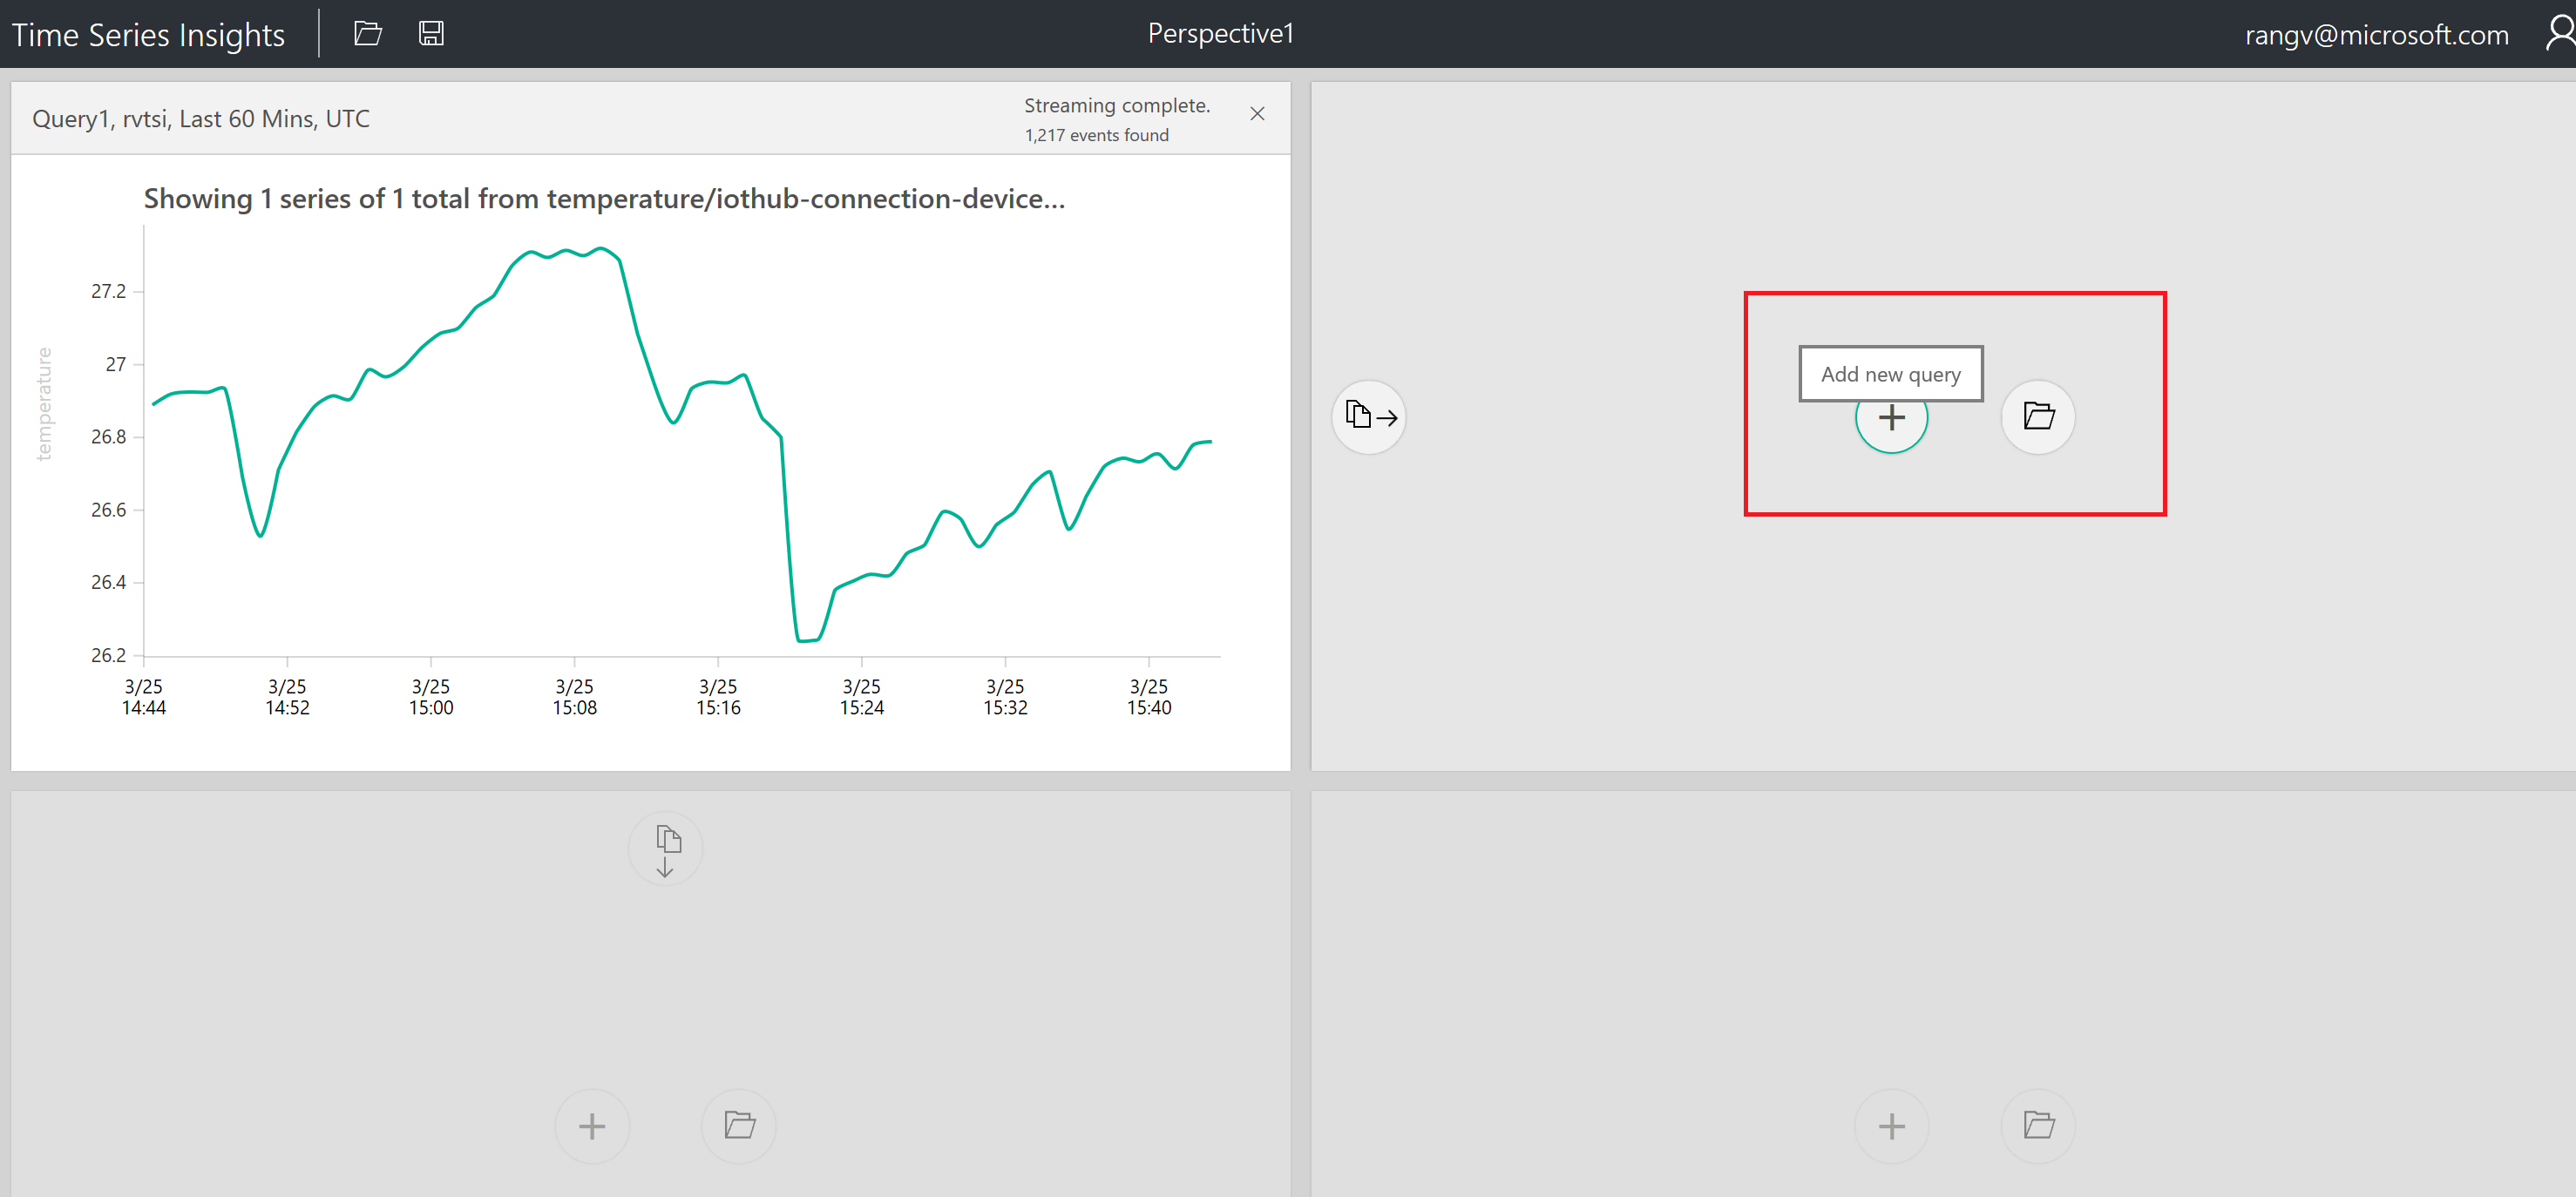 Time Series Insights
Perspective1
rangv@microsoft.com
Query1, rvtsi, Last 60 Mins, UTC
Streaming complete.
1,217 events found
Showing 1 series of 1 total from temperature/iothub-connection-device...
temperature
27.2
27
26.8
26.6
26.4
26.2
3/25 3/25 3/25 3/25 3/25 3/25 3/25 3/25
14:44 14:52 15:00 15:08 15:16 15:24 15:32 15:40
Add new query